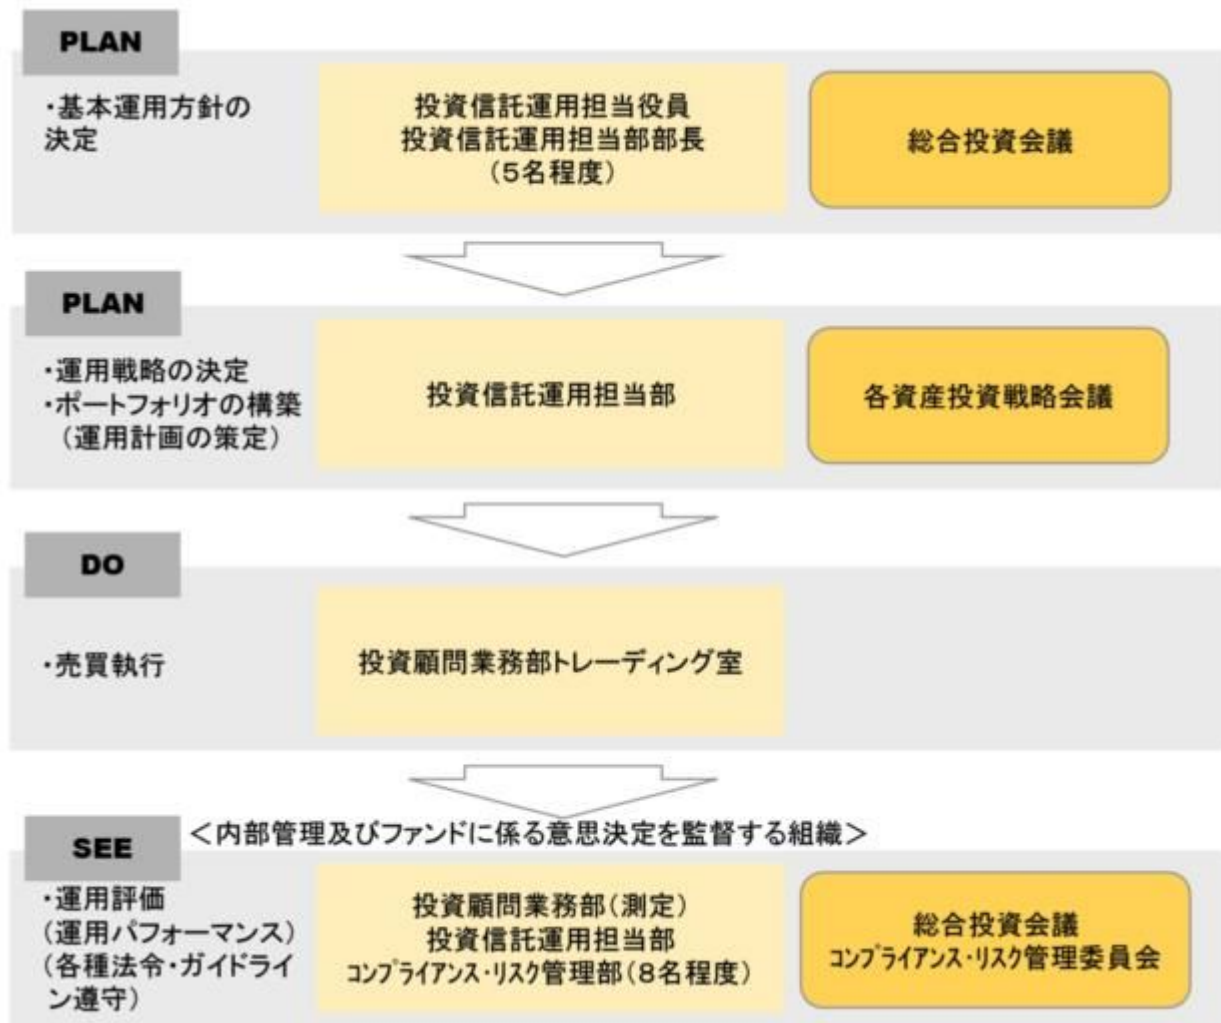 PLAN
・基本運用方針の
決定
投資信託運用担当役員
投資信託運用担当部部長
(5名程度)
総合投資会議
PLAN
・運用戦略の決定
・ポートフォリオの構築
(運用計画の策定)
投資信託運用担当部
各資産投資戦略会議
DO
・売買執行
投資顧問業務部トレーディング室
SEE
＜内部管理及びファンドに係る意思決定を監督する組織＞
・運用評価
(運用パフォーマンス)
(各種法令・ガイドライ
ン遵守)
投資顧問業務部(測定)
投資信託運用担当部
コンプライアンス・リスク管理部(8名程度)
総合投資会議
コンプライアンス・リスク管理委員会